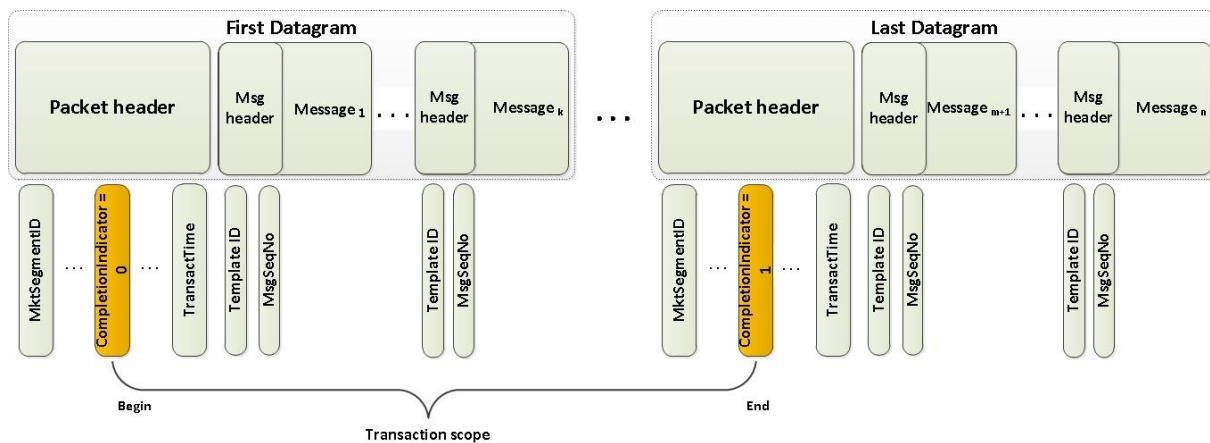 First Datagram
Last Datagram
Packet header
Msg header
Message 1
. . .
Msg header
Message k
. . .
Packet header
Msg header
Message m+1
. . .
Msg header
Message n
MktSegmentID
...
CompletionIndicator = 0
...
TransactTime
Template ID
MsgSeqNo
Template ID
MsgSeqNo
MktSegmentID
...
CompletionIndicator = 1
...
TransactTime
Template ID
MsgSeqNo
Template ID
MsgSeqNo
Begin
End
Transaction scope